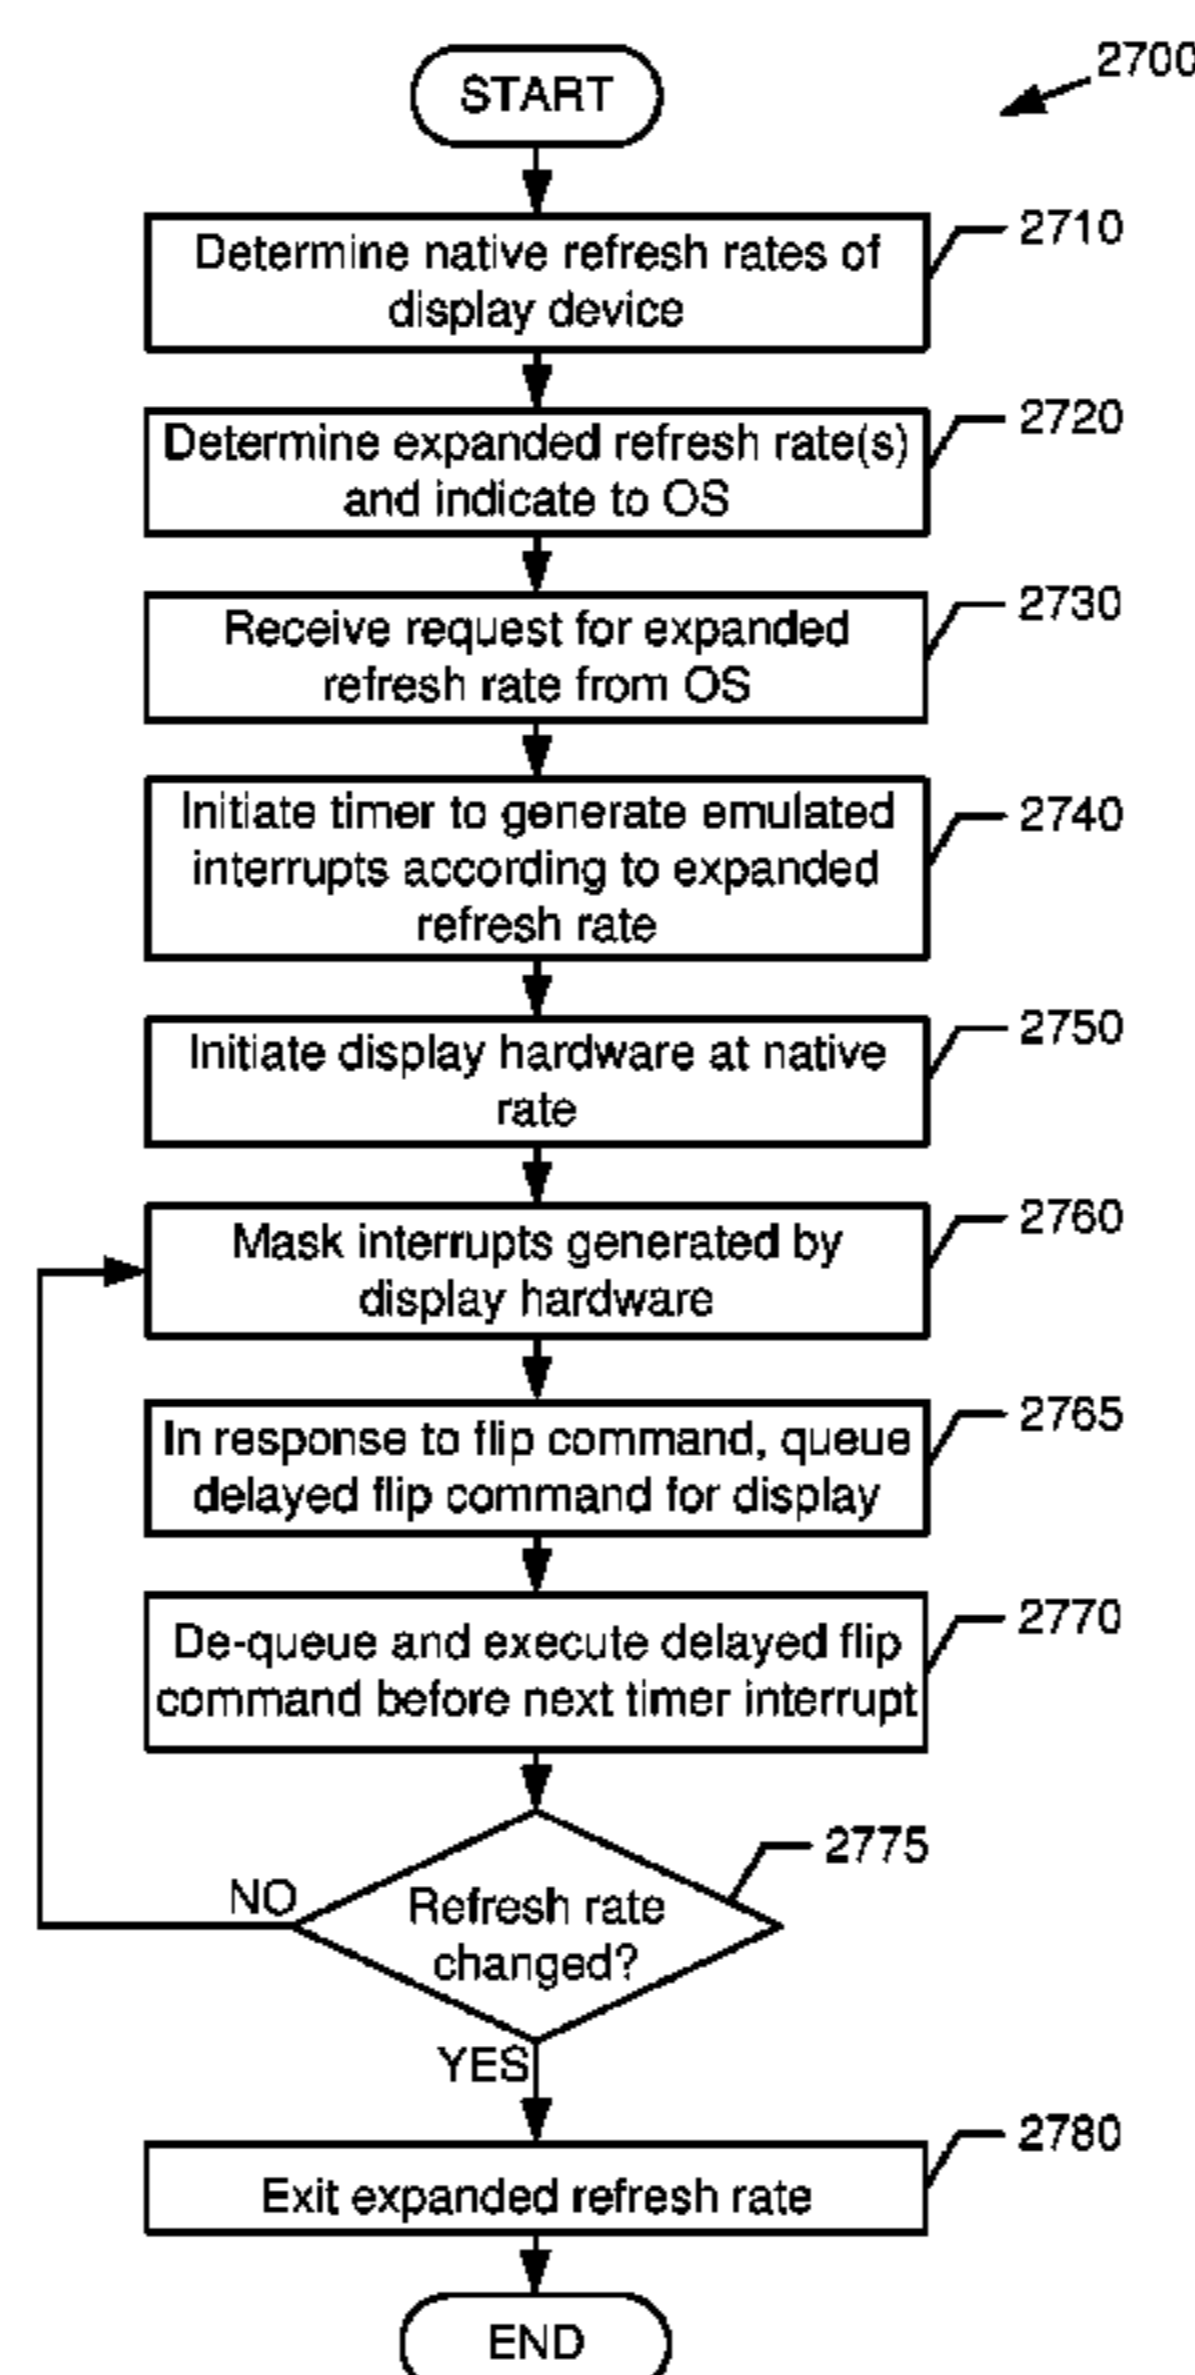 START
2700
Determine native refresh rates of
display device
2710
Determine expanded refresh rate(s)
and indicate to OS
2720
Receive request for expanded
refresh rate from OS
2730
Initiate timer to generate emulated
interrupts according to expanded
refresh rate
2740
Initiate display hardware at native
rate
2750
Mask interrupts generated by
display hardware
2760
In response to flip command, queue
delayed flip command for display
2765
De-queue and execute delayed flip
command before next timer interrupt
2770
Refresh rate
changed?
2775
NO
YES
Exit expanded refresh rate
2780
END